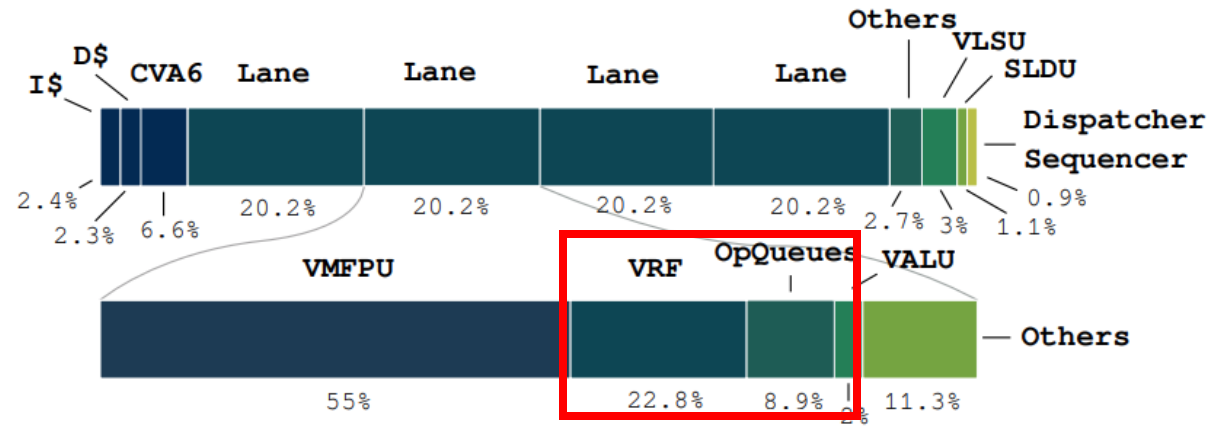 Others
D$
VLSU
I$
CVA6
Lane
Lane
Lane
Lane
SLDU
Dispatcher
Sequencer
2.4%
2.3%
6.6%
20.2%
20.2%
20.2%
20.2%
2.7%
3%
1.1%
0.9%
VMFPU
VRF
OpQueues
VALU
Others
55%
22.8%
8.9%
2%
11.3%